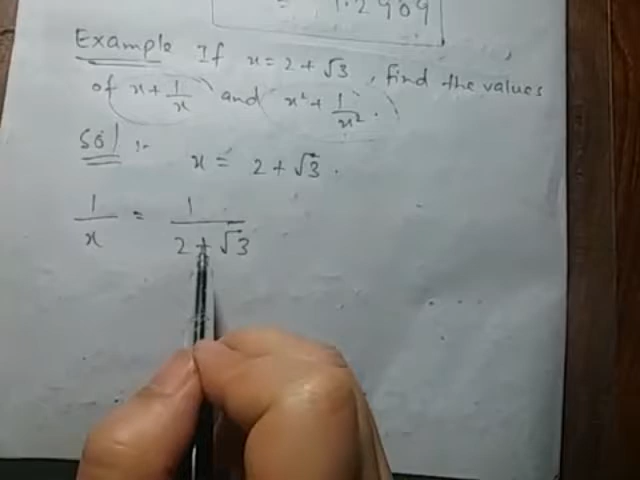 = 1.2909
Example If x = 2 + √3 , find the values
of x + 1/x and x² + 1/x² .
Sol :-
x = 2 + √3 .
1/x = 1/(2 + √3)